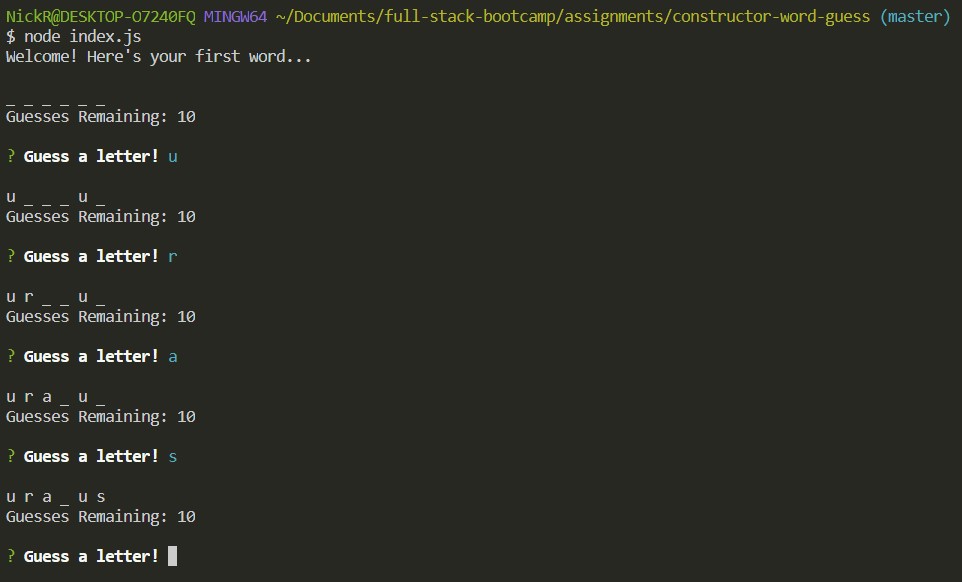 NickR@DESKTOP-O7240FQ MINGW64 ~/Documents/full-stack-bootcamp/assignments/constructor-word-guess (master)
$ node index.js
Welcome! Here's your first word...
_ _ _ _ _ _
Guesses Remaining: 10
? Guess a letter! u
u _ _ _ u _
Guesses Remaining: 10
? Guess a letter! r
u r _ _ u _
Guesses Remaining: 10
? Guess a letter! a
u r a _ u _
Guesses Remaining: 10
? Guess a letter! s
u r a _ u s
Guesses Remaining: 10
? Guess a letter!